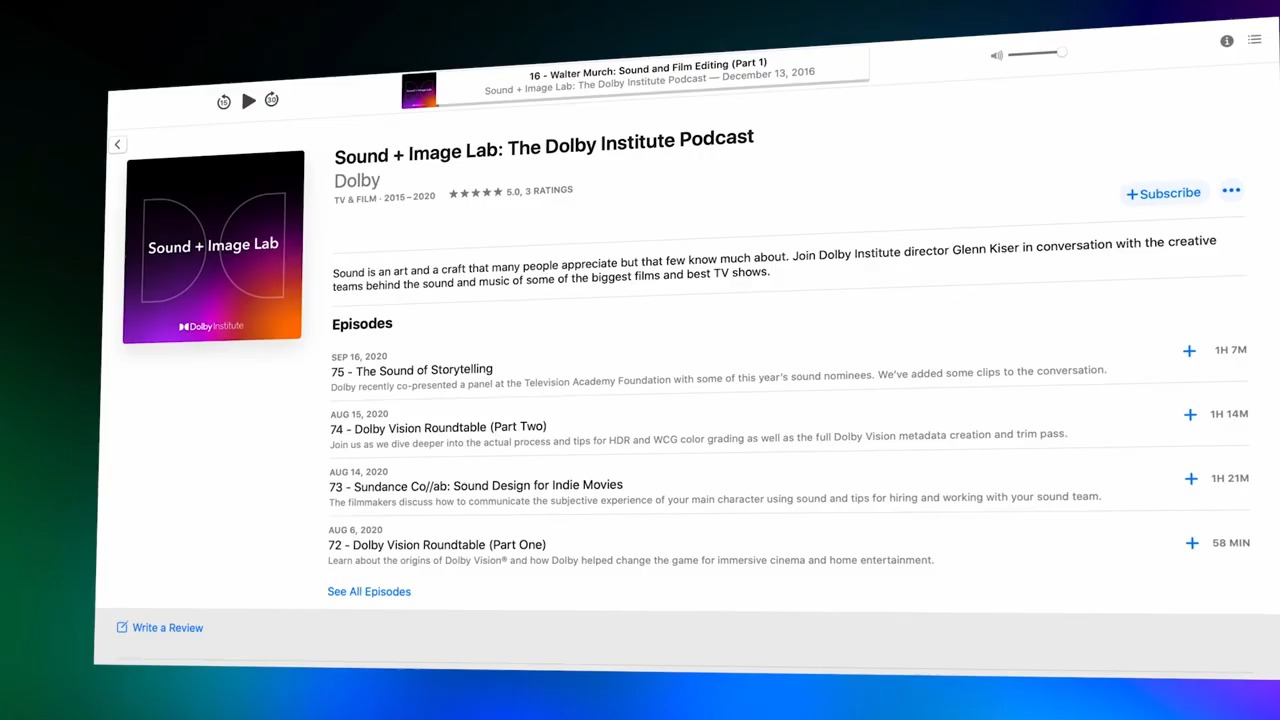 16 - Walter Murch: Sound and Film Editing (Part 1)
Sound + Image Lab: The Dolby Institute Podcast — December 13, 2016
15
30
Sound + Image Lab: The Dolby Institute Podcast
Dolby
TV & FILM · 2015–2020 ★★★★★ 5.0, 3 RATINGS
+Subscribe
Sound + Image Lab
Dolby Institute
Sound is an art and a craft that many people appreciate but that few know much about. Join Dolby Institute director Glenn Kiser in conversation with the creative
teams behind the sound and music of some of the biggest films and best TV shows.
Episodes
SEP 16, 2020
75 - The Sound of Storytelling
Dolby recently co-presented a panel at the Television Academy Foundation with some of this year's sound nominees. We've added some clips to the conversation.
1H 7M
AUG 15, 2020
74 - Dolby Vision Roundtable (Part Two)
Join us as we dive deeper into the actual process and tips for HDR and WCG color grading as well as the full Dolby Vision metadata creation and trim pass.
1H 14M
AUG 14, 2020
73 - Sundance Co//ab: Sound Design for Indie Movies
The filmmakers discuss how to communicate the subjective experience of your main character using sound and tips for hiring and working with your sound team.
1H 21M
AUG 6, 2020
72 - Dolby Vision Roundtable (Part One)
Learn about the origins of Dolby Vision® and how Dolby helped change the game for immersive cinema and home entertainment.
58 MIN
See All Episodes
Write a Review